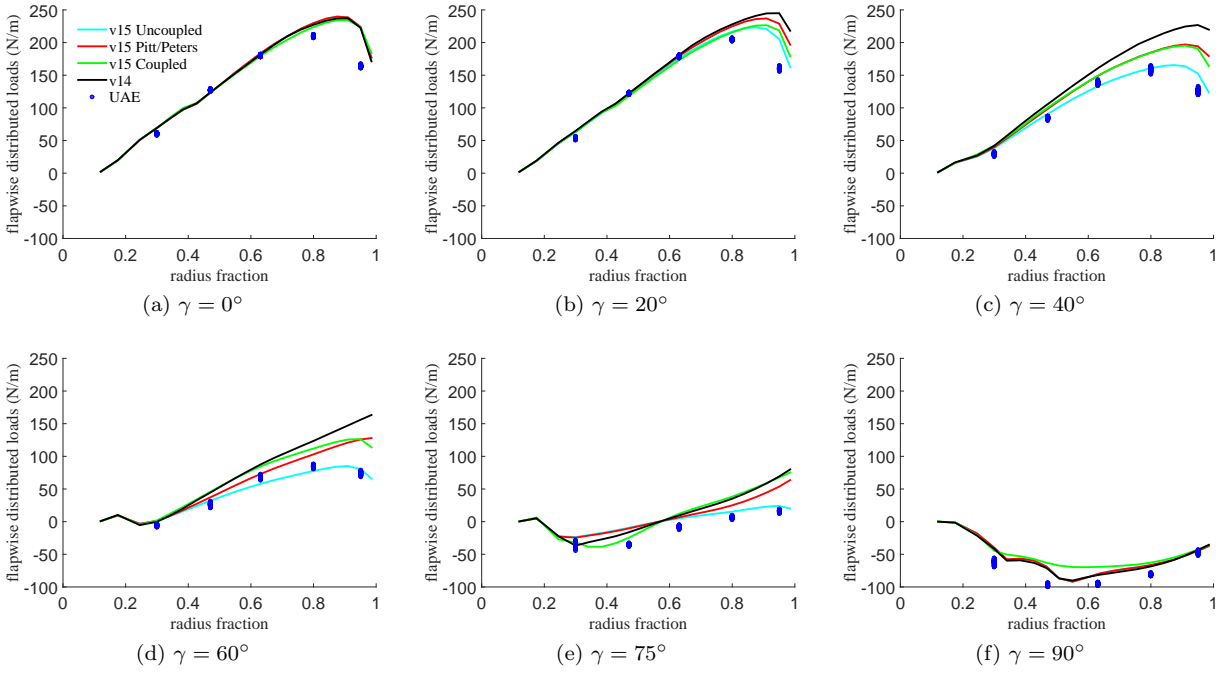 250
200
150
100
50
0
-50
-100
flapwise distributed loads (N/m)
v15 Uncoupled
v15 Pitt/Peters
v15 Coupled
v14
UAE
0 0.2 0.4 0.6 0.8 1
radius fraction
(a) γ = 0°
250
200
150
100
50
0
-50
-100
flapwise distributed loads (N/m)
0 0.2 0.4 0.6 0.8 1
radius fraction
(b) γ = 20°
250
200
150
100
50
0
-50
-100
flapwise distributed loads (N/m)
0 0.2 0.4 0.6 0.8 1
radius fraction
(c) γ = 40°
250
200
150
100
50
0
-50
-100
flapwise distributed loads (N/m)
0 0.2 0.4 0.6 0.8 1
radius fraction
(d) γ = 60°
250
200
150
100
50
0
-50
-100
flapwise distributed loads (N/m)
0 0.2 0.4 0.6 0.8 1
radius fraction
(e) γ = 75°
250
200
150
100
50
0
-50
-100
flapwise distributed loads (N/m)
0 0.2 0.4 0.6 0.8 1
radius fraction
(f) γ = 90°